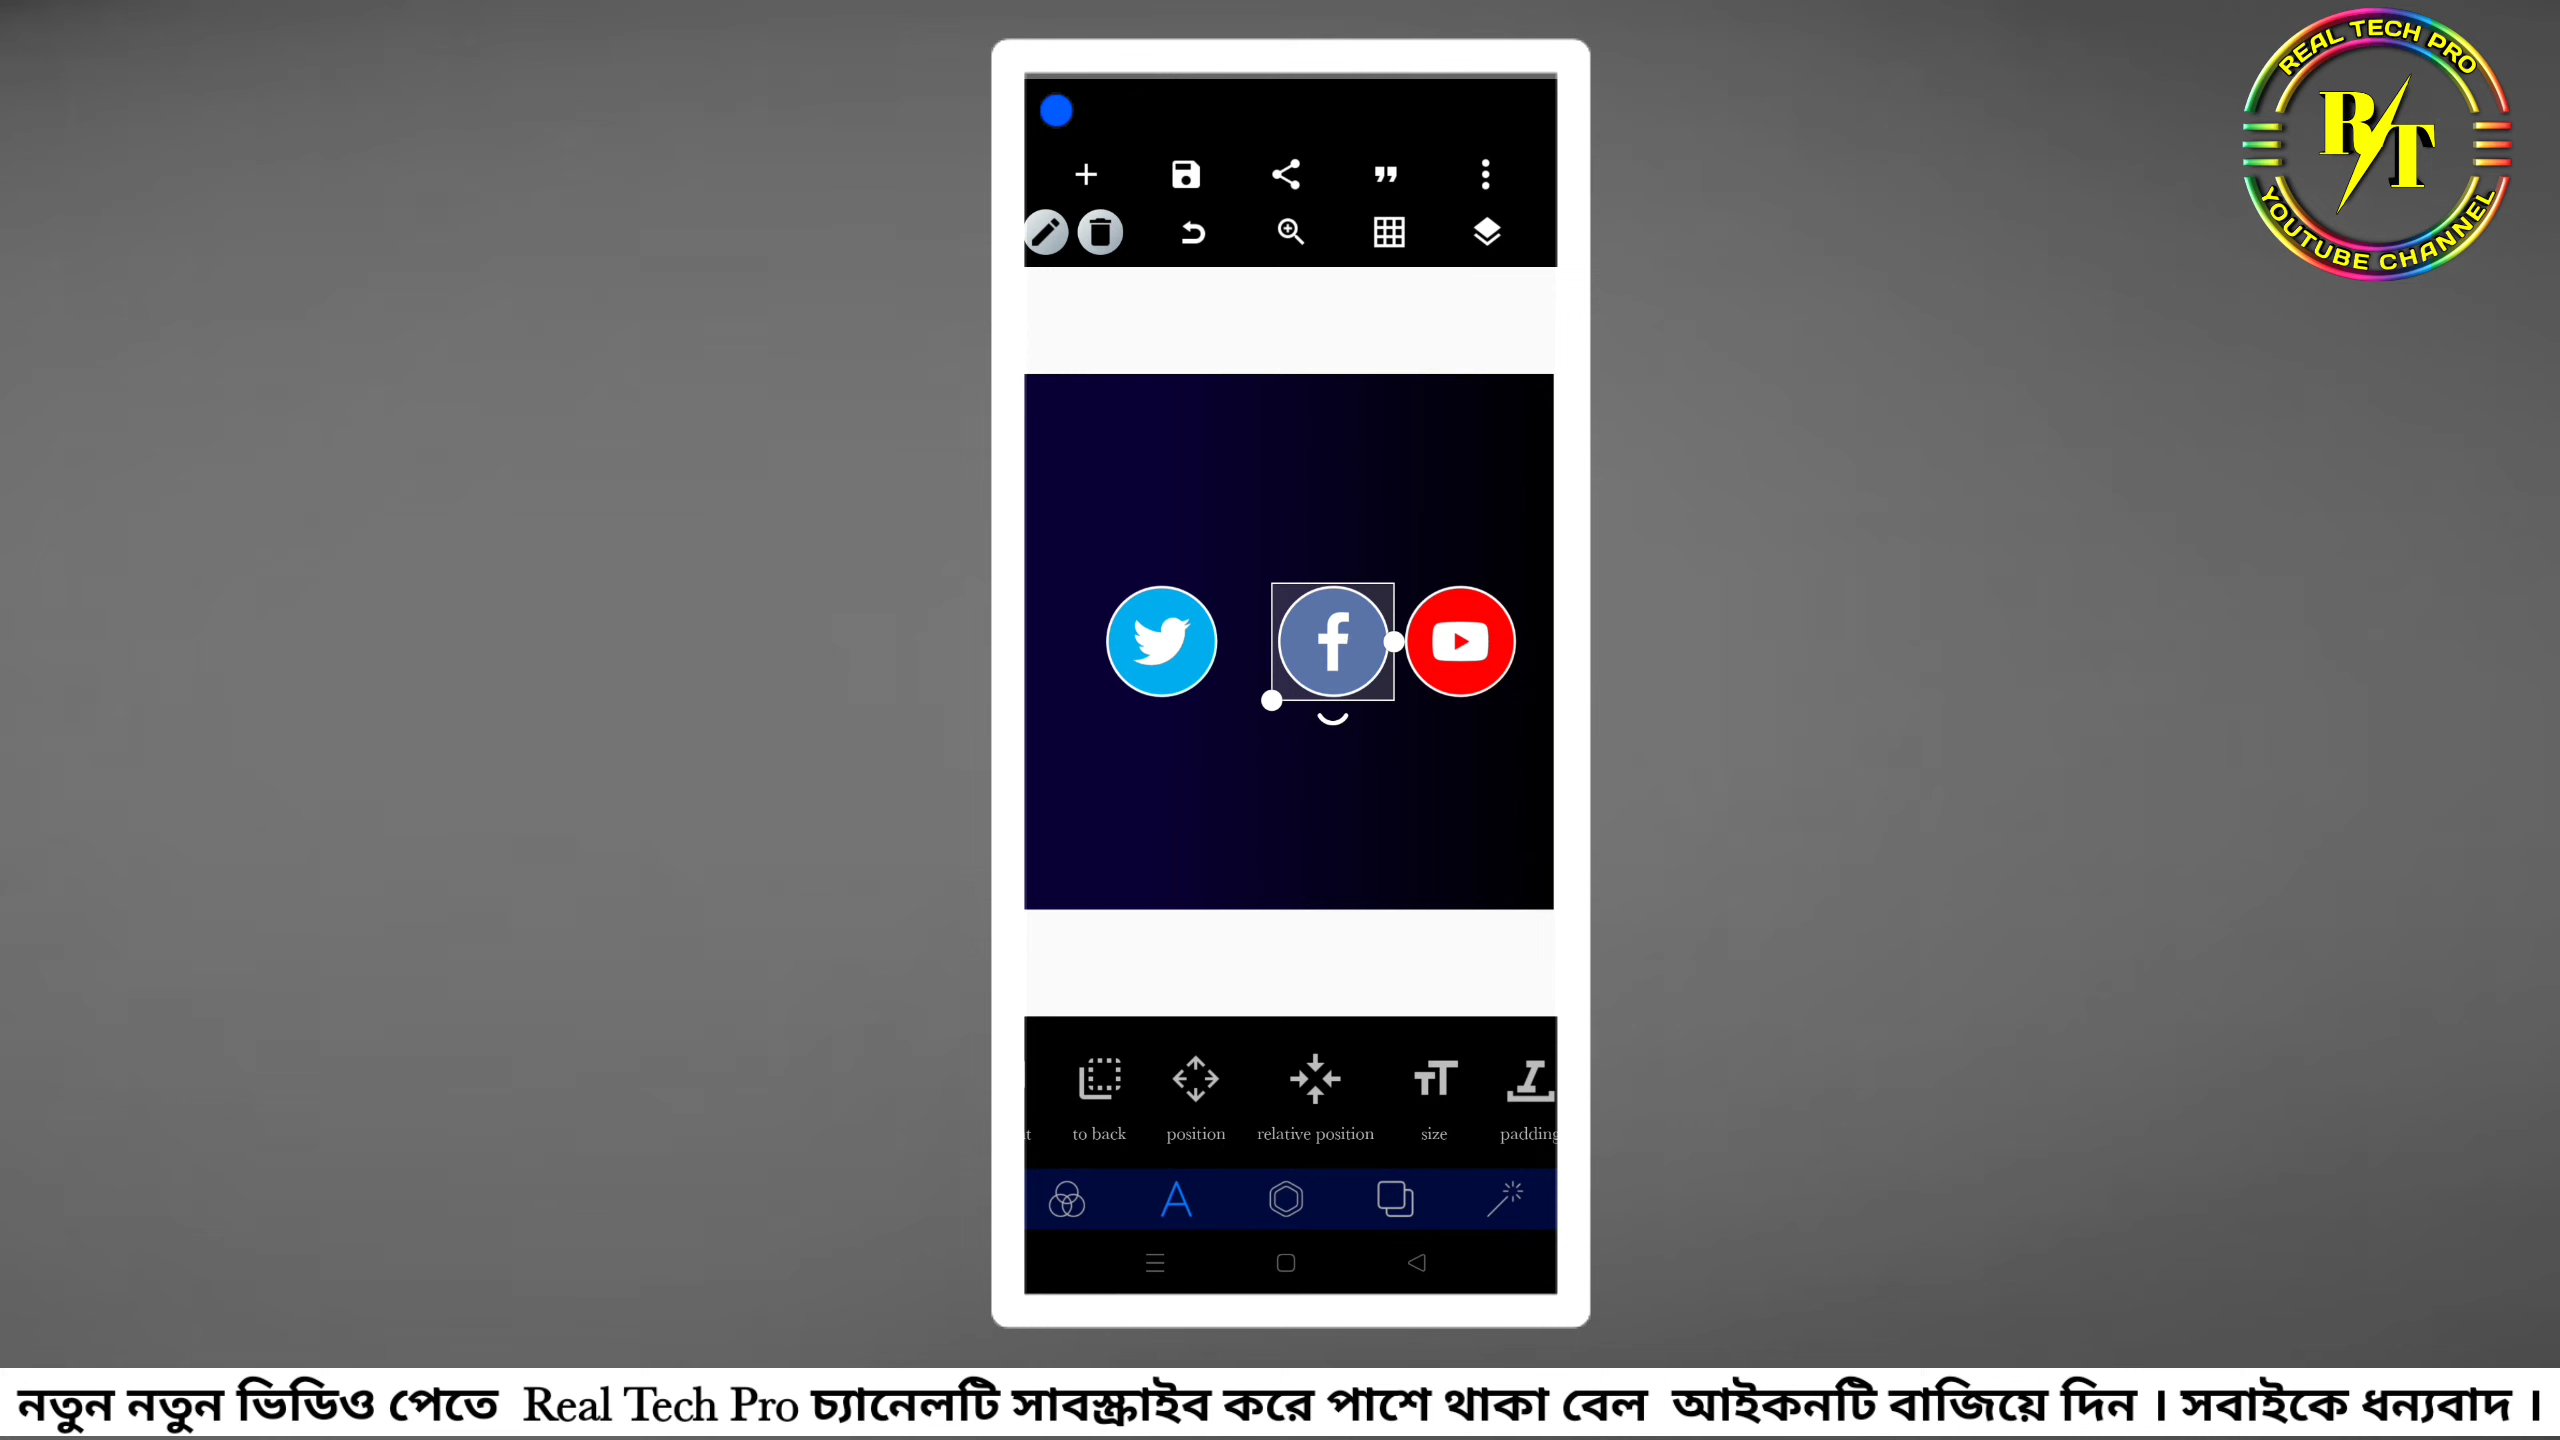 REAL TECH PRO
R T
YOUTUBE CHANNEL
f
to back position relative position size padding
নতুন নতুন ভিডিও পেতে Real Tech Pro চ্যানেলটি সাবস্ক্রাইব করে পাশে থাকা বেল আইকনটি বাজিয়ে দিন । সবাইকে ধন্যবাদ ।